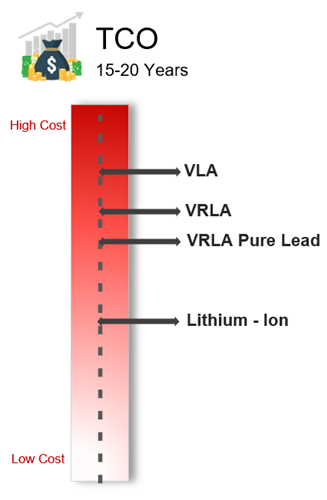 $
TCO
15-20 Years
High Cost
VLA
VRLA
VRLA Pure Lead
Lithium - Ion
Low Cost